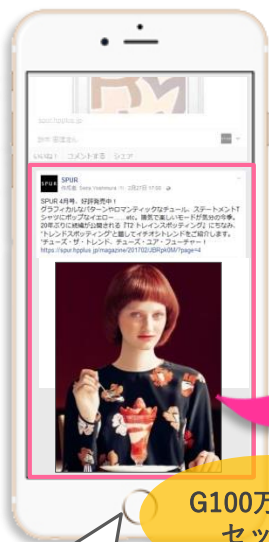 いいね！ コメントする シェア
SPUR
SPUR
SPUR 4月号、好評発売中！
グラフィカルなパターンやロマンティックなチュール、ステートメントT
シャツにポップなイエロー……etc. 陽気で楽しいモードが気分の今季。
20年ぶりに続編が公開される『T2 トレインスポッティング』にちなみ、
"トレンドスポッティング"と題してイチオシトレンドをご紹介します。
「チューズ・ザ・トレンド、チューズ・ユア・フューチャー！
https://spur.hpplus.jp/magazine/201702/JBRpk0M/?page=4
G100万
セッ